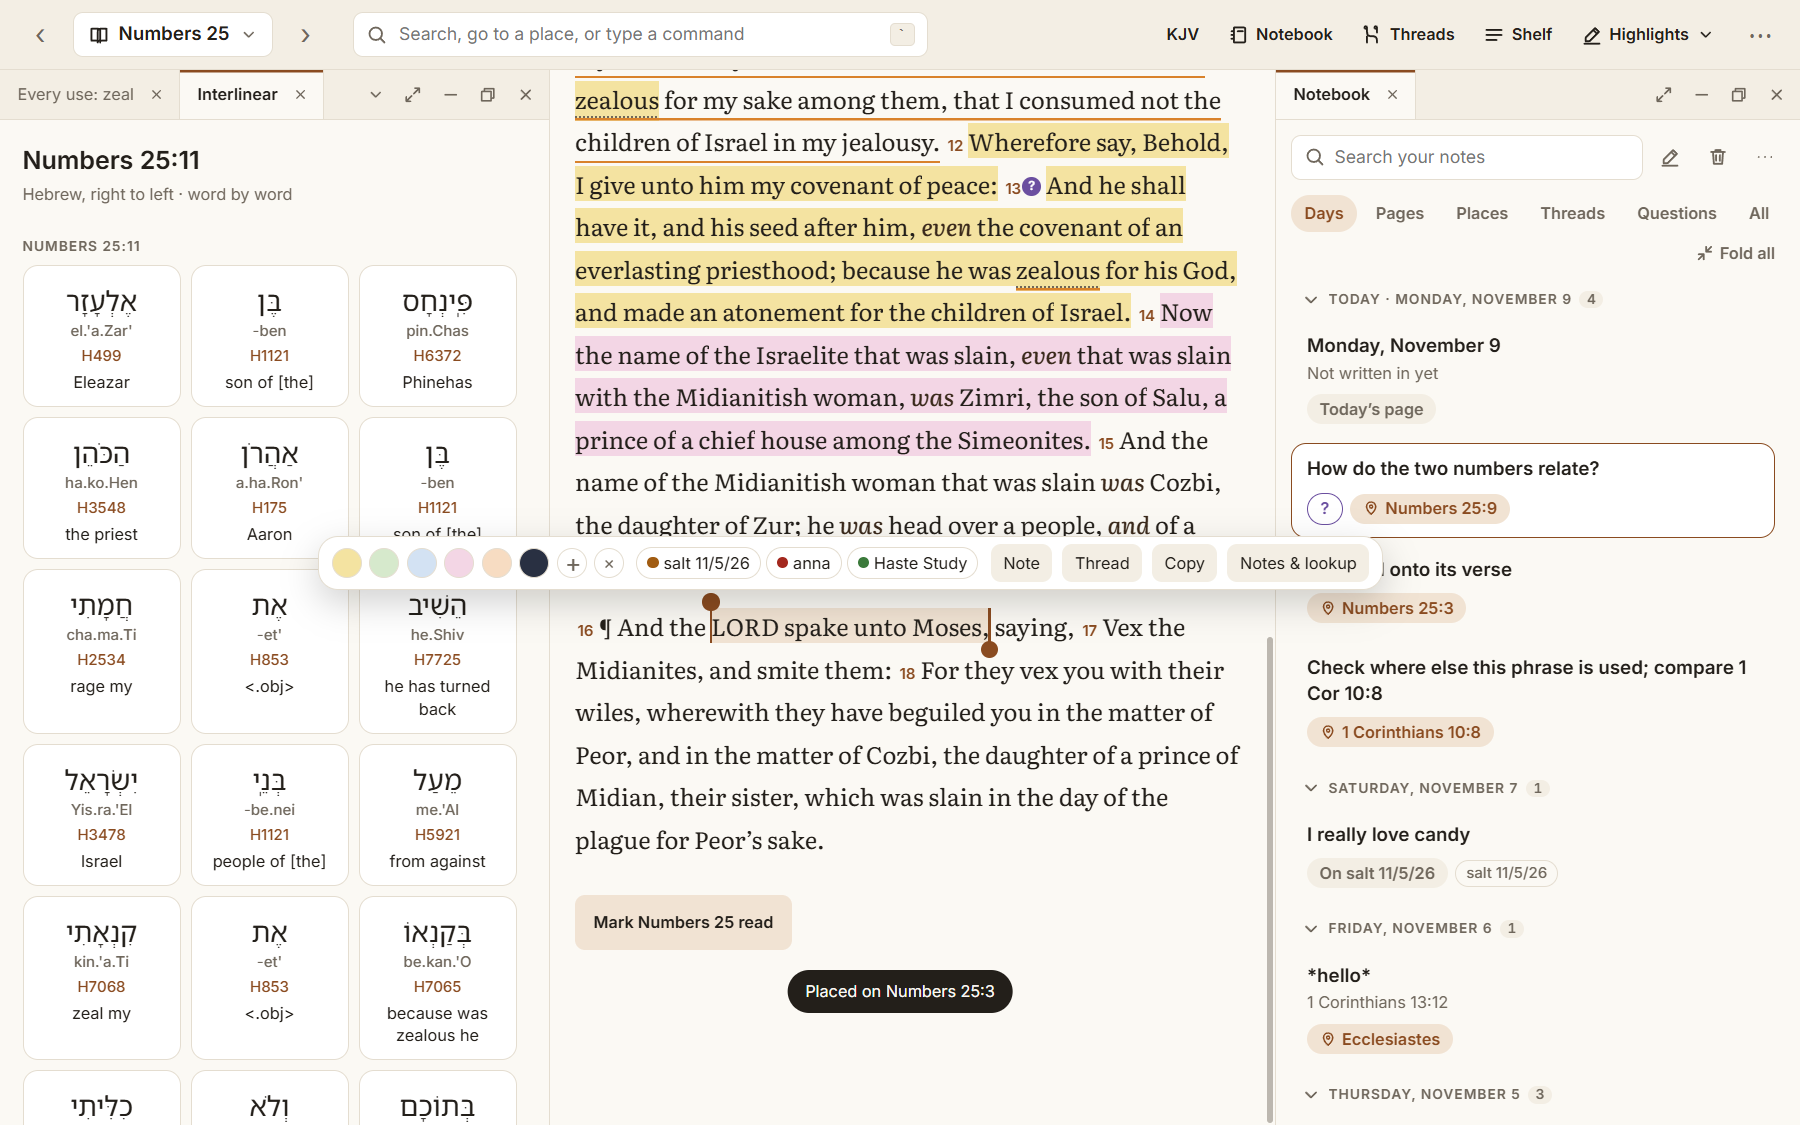 Numbers 25
Search, go to a place, or type a command
`
KJV
Notebook
Threads
Shelf
Highlights
Every use: zeal
Interlinear
Numbers 25:11
Hebrew, right to left · word by word
NUMBERS 25:11
אֶלְעָזָר
el.'a.Zar'
H499
Eleazar
בֶּן
-ben
H1121
son of [the]
פִּינְחָס
pin.Chas
H6372
Phinehas
הַכֹּהֵן
ha.ko.Hen
H3548
the priest
אַהֲרֹן
a.ha.Ron'
H175
Aaron
בֶּן
-ben
H1121
son of [the]
חֲמָתִי
cha.ma.Ti
H2534
rage my
אֶת
-et'
H853
<.obj>
הֵשִׁיב
he.Shiv
H7725
he has turned
back
יִשְׂרָאֵל
Yis.ra.'El
H3478
Israel
בְּנֵי
-be.nei
H1121
people of [the]
מֵעַל
me.'Al
H5921
from against
קִנְאָתִי
kin.'a.Ti
H7068
zeal my
אֶת
-et'
H853
<.obj>
בְּקַנְאוֹ
be.kan.'O
H7065
because was
zealous he
כִלִּיתִי
וְלֹא
בְּתוֹכָם
zealous for my sake among them, that I consumed not the
children of Israel in my jealousy. 12 Wherefore say, Behold,
I give unto him my covenant of peace: 13 ? And he shall
have it, and his seed after him, even the covenant of an
everlasting priesthood; because he was zealous for his God,
and made an atonement for the children of Israel. 14 Now
the name of the Israelite that was slain, even that was slain
with the Midianitish woman, was Zimri, the son of Salu, a
prince of a chief house among the Simeonites. 15 And the
name of the Midianitish woman that was slain was Cozbi,
the daughter of Zur; he was head over a people, and of a
salt 11/5/26
anna
Haste Study
Note
Thread
Copy
Notes & lookup
16 ¶ And the LORD spake unto Moses, saying, 17 Vex the
Midianites, and smite them: 18 For they vex you with their
wiles, wherewith they have beguiled you in the matter of
Peor, and in the matter of Cozbi, the daughter of a prince of
Midian, their sister, which was slain in the day of the
plague for Peor’s sake.
Mark Numbers 25 read
Placed on Numbers 25:3
Notebook
Search your notes
Days
Pages
Places
Threads
Questions
All
Fold all
TODAY · MONDAY, NOVEMBER 9 4
Monday, November 9
Not written in yet
Today’s page
How do the two numbers relate?
?
Numbers 25:9
onto its verse
Numbers 25:3
Check where else this phrase is used; compare 1
Cor 10:8
1 Corinthians 10:8
SATURDAY, NOVEMBER 7 1
I really love candy
On salt 11/5/26
salt 11/5/26
FRIDAY, NOVEMBER 6 1
*hello*
1 Corinthians 13:12
Ecclesiastes
THURSDAY, NOVEMBER 5 3